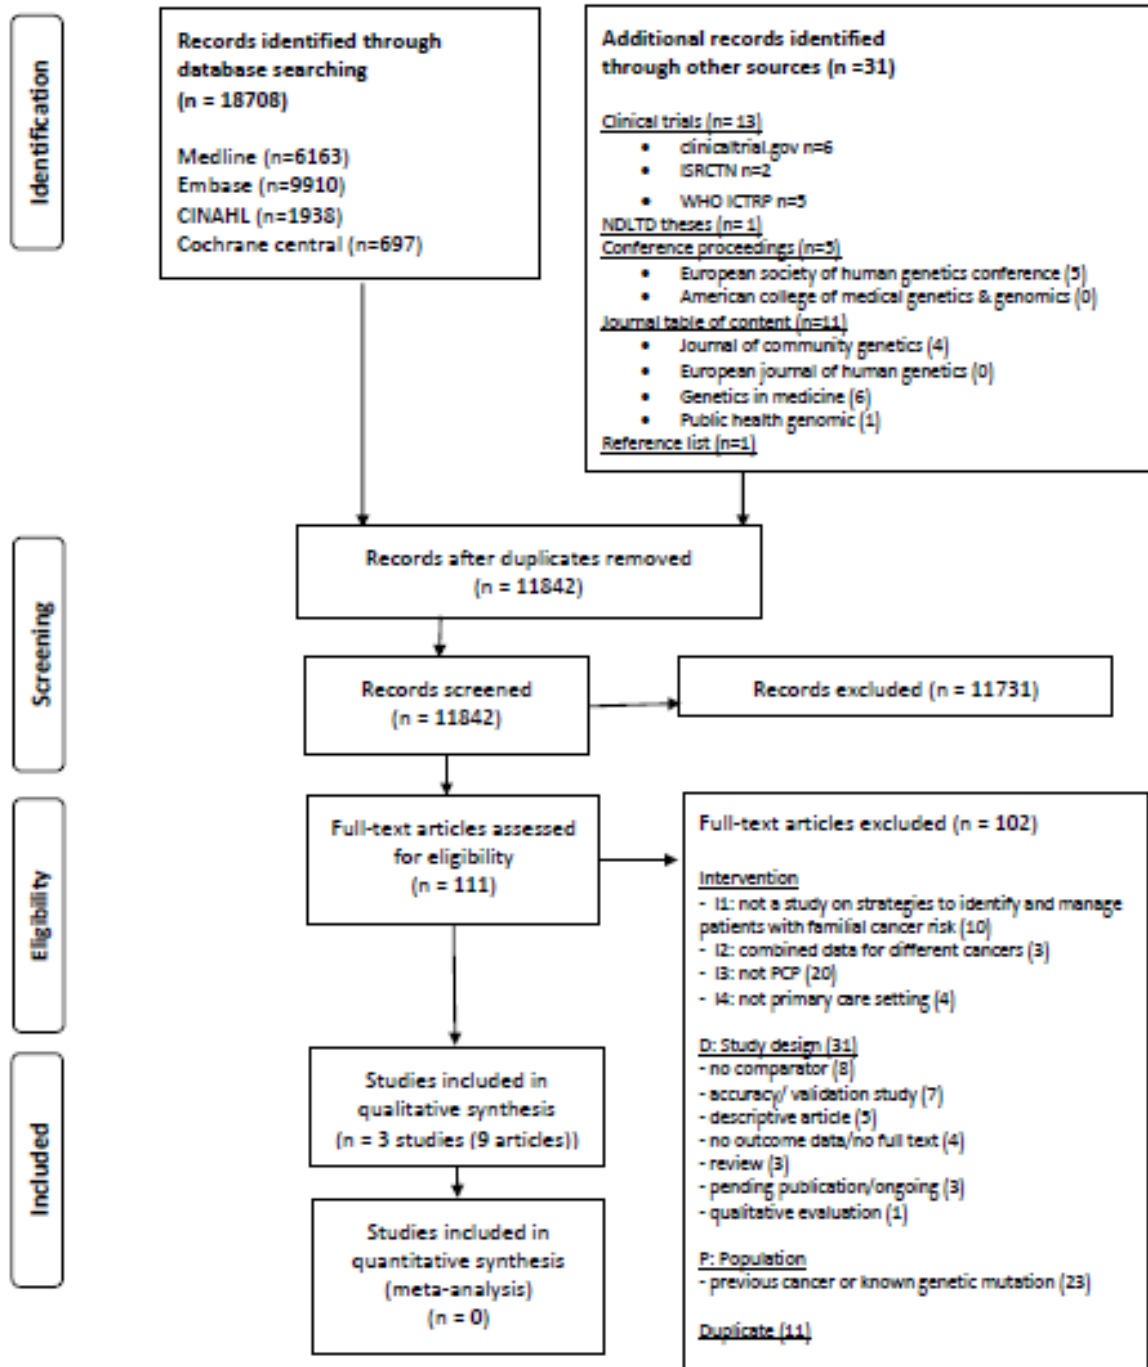 Identification
Records identified through
database searching
(n = 18708)
Medline (n=6163)
Embase (n=9910)
CINAHL (n=1938)
Cochrane central (n=697)
Additional records identified
through other sources (n =31)
Clinical trials (n= 13)
• clinicaltrial.gov n=6
• ISRCTN n=2
• WHO ICTRP n=5
NDLTD theses (n= 1)
Conference proceedings (n=5)
• European society of human genetics conference (5)
• American college of medical genetics & genomics (0)
Journal table of content (n=11)
• Journal of community genetics (4)
• European journal of human genetics (0)
• Genetics in medicine (6)
• Public health genomic (1)
Reference list (n=1)
Screening
Records after duplicates removed
(n = 11842)
Records screened
(n = 11842)
Records excluded (n = 11731)
Eligibility
Full-text articles assessed
for eligibility
(n = 111)
Full-text articles excluded (n = 102)
Intervention
- I1: not a study on strategies to identify and manage
patients with familial cancer risk (10)
- I2: combined data for different cancers (3)
- I3: not PCP (20)
- I4: not primary care setting (4)
D: Study design (31)
- no comparator (8)
- accuracy/ validation study (7)
- descriptive article (5)
- no outcome data/no full text (4)
- review (3)
- pending publication/ongoing (3)
- qualitative evaluation (1)
P: Population
- previous cancer or known genetic mutation (23)
Duplicate (11)
Included
Studies included in
qualitative synthesis
(n = 3 studies (9 articles))
Studies included in
quantitative synthesis
(meta-analysis)
(n = 0)